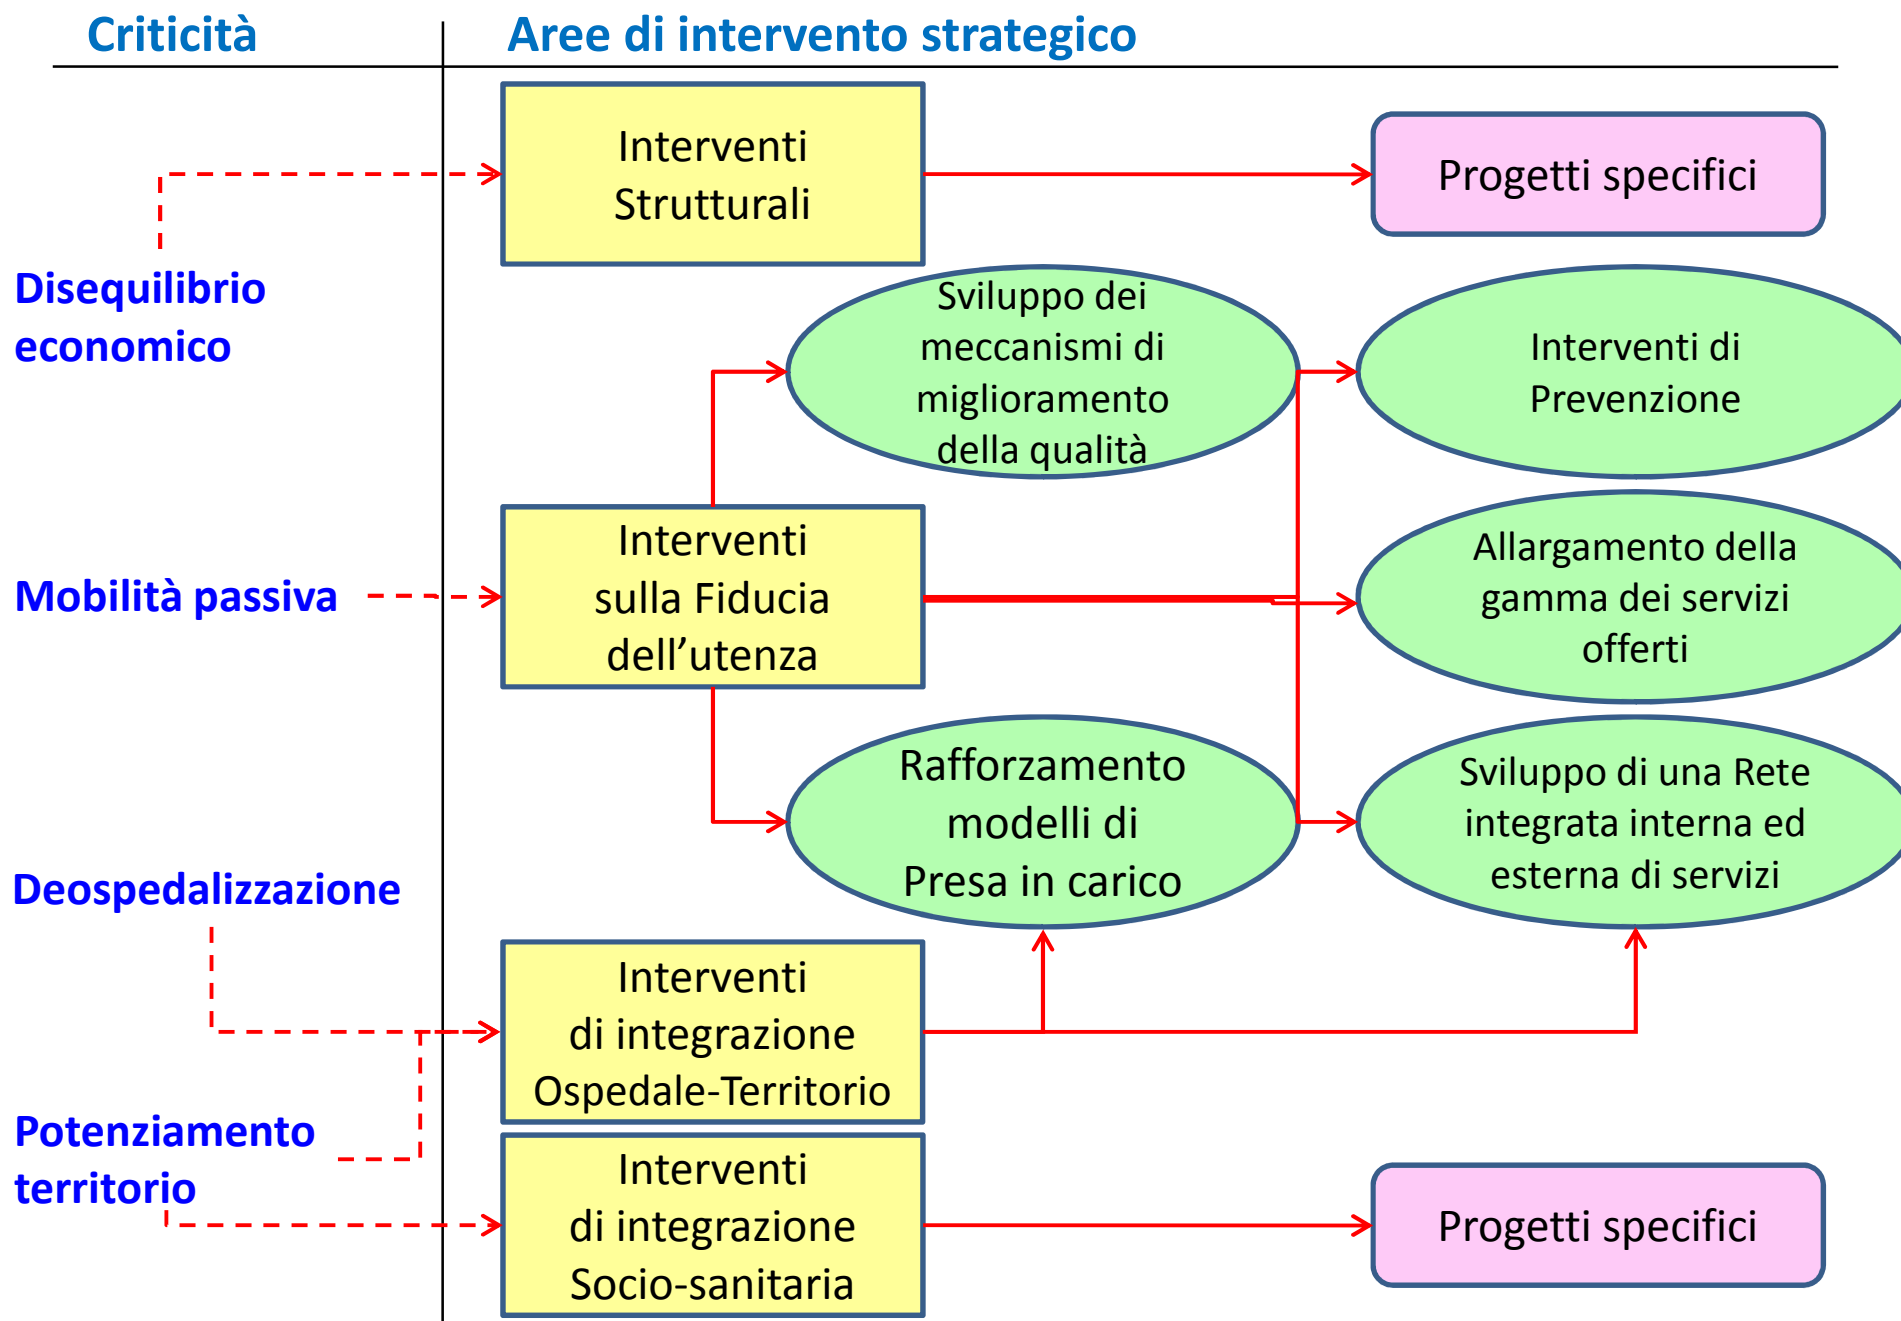 Criticità
Aree di intervento strategico
Interventi
Strutturali
Progetti specifici
Disequilibrio
economico
Sviluppo dei
meccanismi di
miglioramento
della qualità
Interventi di
Prevenzione
Mobilità passiva
Interventi
sulla Fiducia
dell’utenza
Allargamento della
gamma dei servizi
offerti
Rafforzamento
modelli di
Presa in carico
Sviluppo di una Rete
integrata interna ed
esterna di servizi
Deospedalizzazione
Interventi
di integrazione
Ospedale-Territorio
Potenziamento
territorio
Interventi
di integrazione
Socio-sanitaria
Progetti specifici